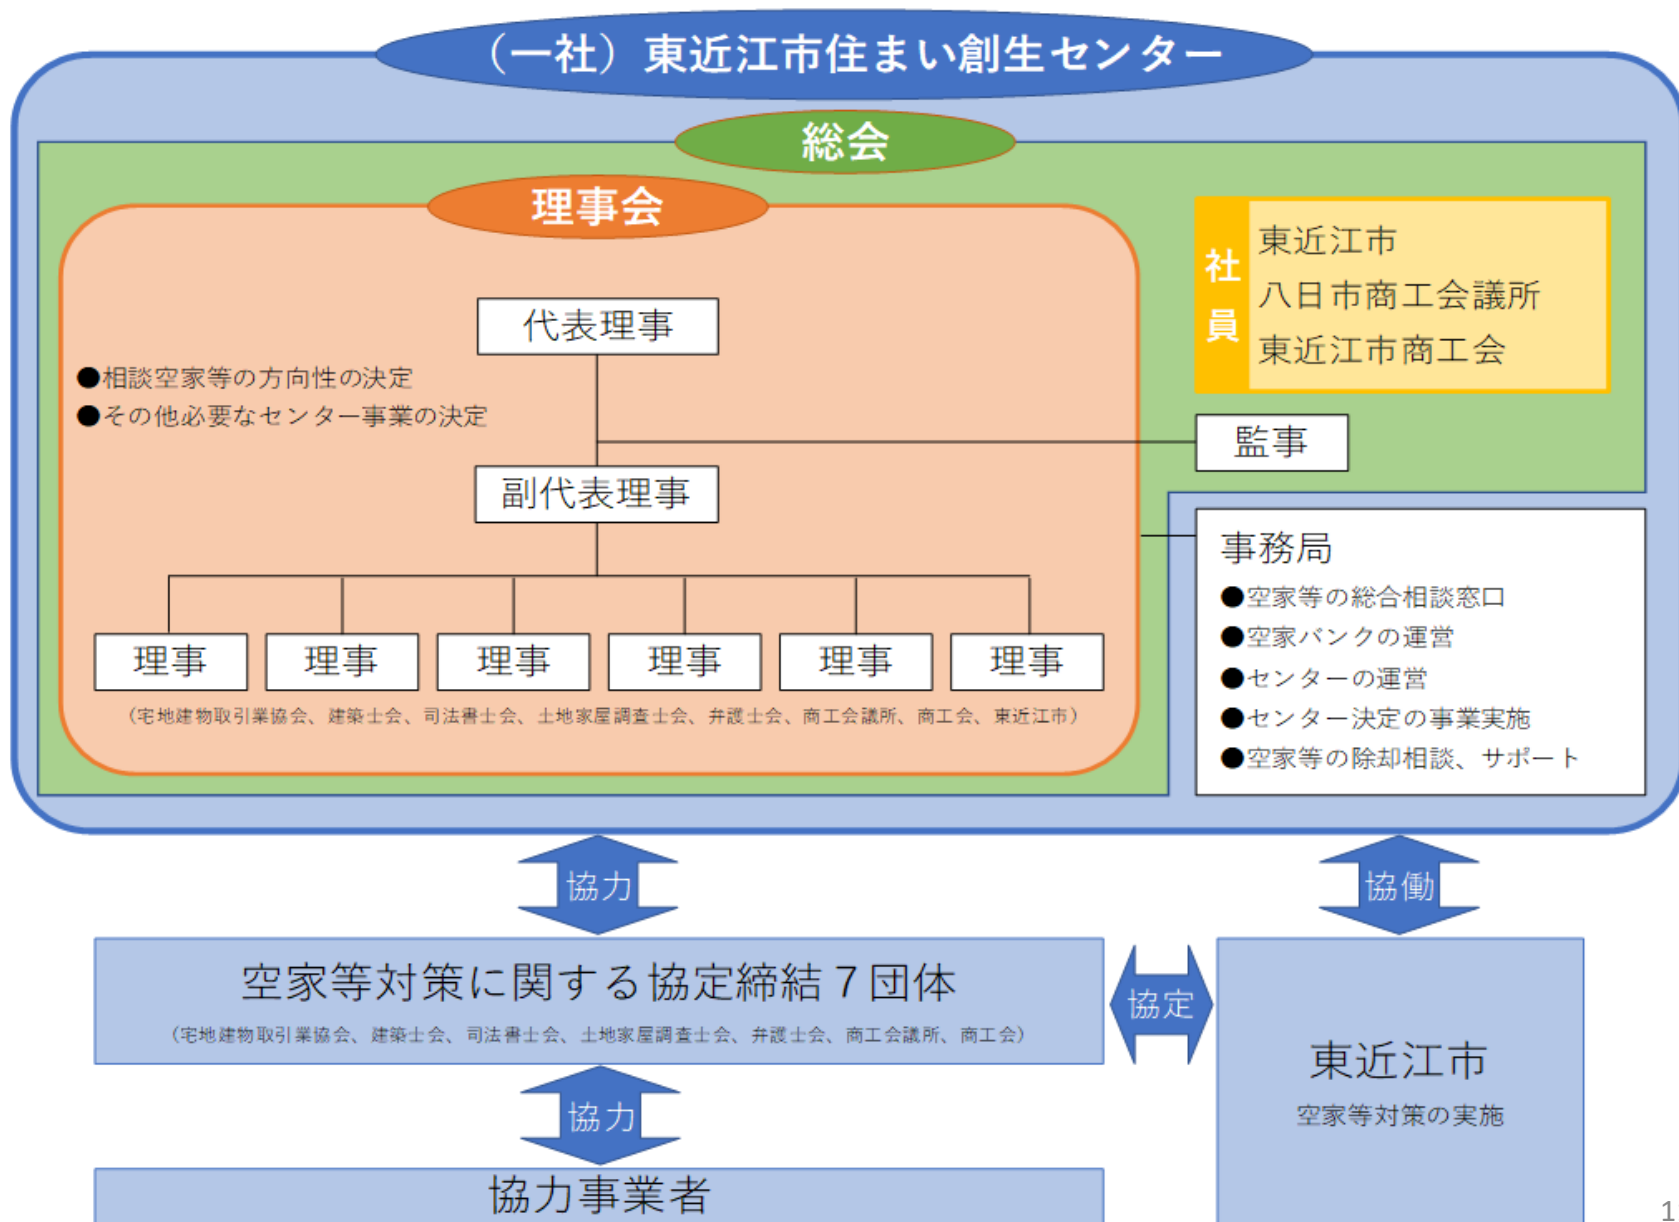 （一社）東近江市住まい創生センター
総会
理事会
社員
東近江市
八日市商工会議所
東近江市商工会
代表理事
●相談空家等の方向性の決定
●その他必要なセンター事業の決定
監事
副代表理事
理事 理事 理事 理事 理事 理事
（宅地建物取引業協会、建築士会、司法書士会、土地家屋調査士会、弁護士会、商工会議所、商工会、東近江市）
事務局
●空家等の総合相談窓口
●空家バンクの運営
●センターの運営
●センター決定の事業実施
●空家等の除却相談、サポート
協力
協働
空家等対策に関する協定締結７団体
（宅地建物取引業協会、建築士会、司法書士会、土地家屋調査士会、弁護士会、商工会議所、商工会）
協定
東近江市
空家等対策の実施
協力
協力事業者
1